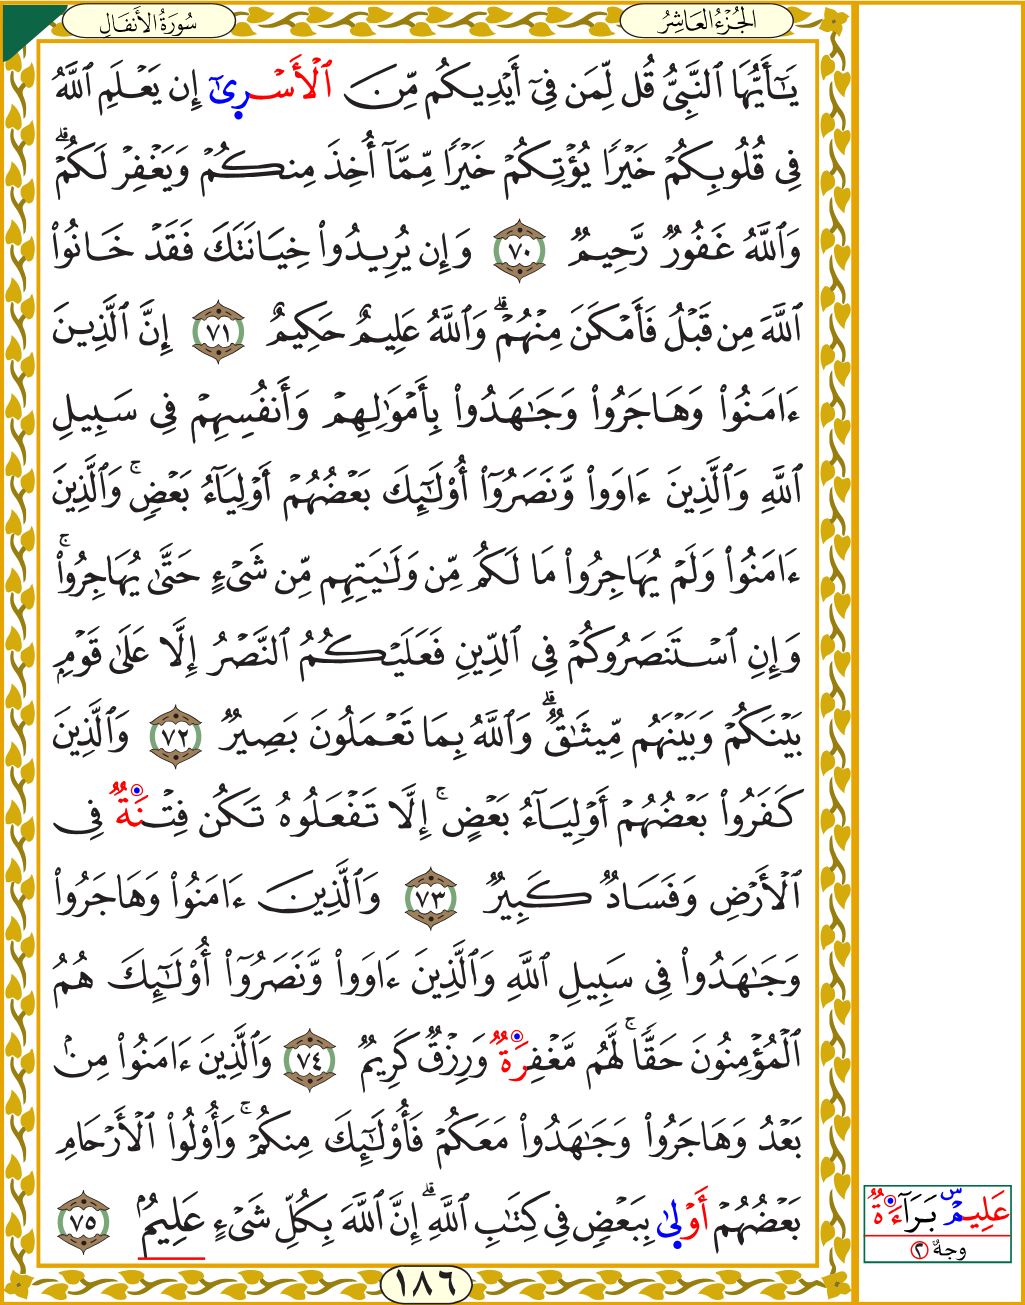 الجُزْءُ العَاشِرُ
سُورَةُ الأَنفَالِ
يَـٰٓأَيُّهَا ٱلنَّبِىُّ قُل لِّمَن فِىٓ أَيْدِيكُم مِّنَ ٱلْأَسْرَىٰٓ إِن يَعْلَمِ ٱللَّهُ
فِى قُلُوبِكُمْ خَيْرًا يُؤْتِكُمْ خَيْرًا مِّمَّآ أُخِذَ مِنكُمْ وَيَغْفِرْ لَكُمْ ۗ
وَٱللَّهُ غَفُورٌ رَّحِيمٌ ٧٠ وَإِن يُرِيدُوا۟ خِيَانَتَكَ فَقَدْ خَانُوا۟
ٱللَّهَ مِن قَبْلُ فَأَمْكَنَ مِنْهُمْ ۗ وَٱللَّهُ عَلِيمٌ حَكِيمٌ ٧١ إِنَّ ٱلَّذِينَ
ءَامَنُوا۟ وَهَاجَرُوا۟ وَجَـٰهَدُوا۟ بِأَمْوَٰلِهِمْ وَأَنفُسِهِمْ فِى سَبِيلِ
ٱللَّهِ وَٱلَّذِينَ ءَاوَوا۟ وَّنَصَرُوٓا۟ أُو۟لَـٰٓئِكَ بَعْضُهُمْ أَوْلِيَآءُ بَعْضٍ ۚ وَٱلَّذِينَ
ءَامَنُوا۟ وَلَمْ يُهَاجِرُوا۟ مَا لَكُم مِّن وَلَـٰيَتِهِم مِّن شَىْءٍ حَتَّىٰ يُهَاجِرُوا۟ ۚ
وَإِنِ ٱسْتَنصَرُوكُمْ فِى ٱلدِّينِ فَعَلَيْكُمُ ٱلنَّصْرُ إِلَّا عَلَىٰ قَوْمٍۭ
بَيْنَكُمْ وَبَيْنَهُم مِّيثَـٰقٌ ۗ وَٱللَّهُ بِمَا تَعْمَلُونَ بَصِيرٌ ٧٢ وَٱلَّذِينَ
كَفَرُوا۟ بَعْضُهُمْ أَوْلِيَآءُ بَعْضٍ ۚ إِلَّا تَفْعَلُوهُ تَكُن فِتْنَةٌ فِى
ٱلْأَرْضِ وَفَسَادٌ كَبِيرٌ ٧٣ وَٱلَّذِينَ ءَامَنُوا۟ وَهَاجَرُوا۟
وَجَـٰهَدُوا۟ فِى سَبِيلِ ٱللَّهِ وَٱلَّذِينَ ءَاوَوا۟ وَّنَصَرُوٓا۟ أُو۟لَـٰٓئِكَ هُمُ
ٱلْمُؤْمِنُونَ حَقًّا ۚ لَّهُم مَّغْفِرَةٌ وَرِزْقٌ كَرِيمٌ ٧٤ وَٱلَّذِينَ ءَامَنُوا۟ مِنۢ
بَعْدُ وَهَاجَرُوا۟ وَجَـٰهَدُوا۟ مَعَكُمْ فَأُو۟لَـٰٓئِكَ مِنكُمْ ۚ وَأُو۟لُوا۟ ٱلْأَرْحَامِ
بَعْضُهُمْ أَوْلَىٰ بِبَعْضٍ فِى كِتَـٰبِ ٱللَّهِ ۗ إِنَّ ٱللَّهَ بِكُلِّ شَىْءٍ عَلِيمٌۢ ٧٥
عَلِيمٌ س بَرَآءَةٌ
وجهٌ ٢
١٨٦